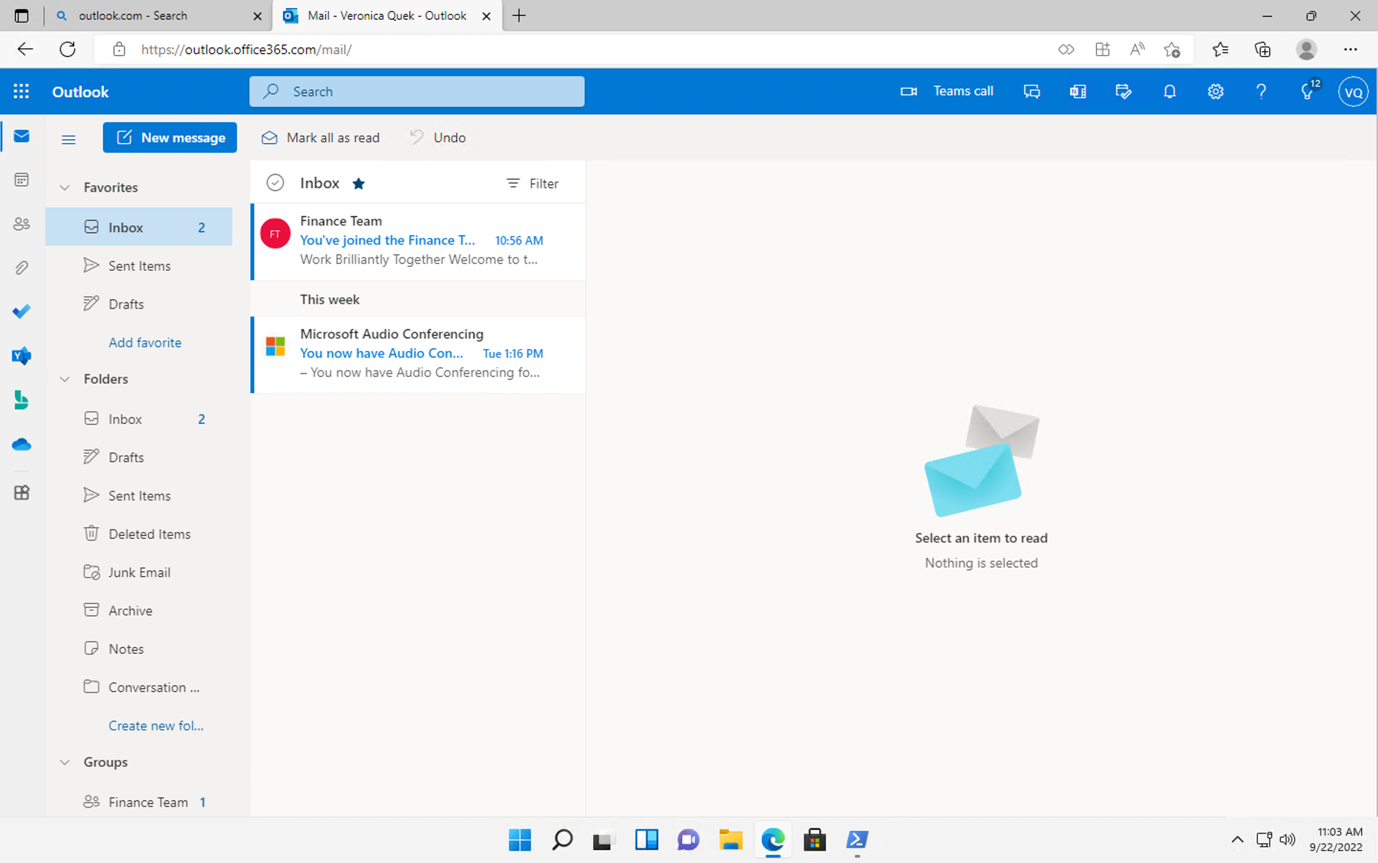 outlook.com - Search
Mail - Veronica Quek - Outlook
https://outlook.office365.com/mail/
Outlook
Search
Teams call
12
VQ
New message
Mark all as read
Undo
Favorites
Inbox 2
Sent Items
Drafts
Add favorite
Folders
Inbox 2
Drafts
Sent Items
Deleted Items
Junk Email
Archive
Notes
Conversation ...
Create new fol...
Groups
Finance Team 1
Inbox
Filter
FT
Finance Team
You've joined the Finance T... 10:56 AM
Work Brilliantly Together Welcome to t...
This week
Microsoft Audio Conferencing
You now have Audio Con... Tue 1:16 PM
– You now have Audio Conferencing fo...
Select an item to read
Nothing is selected
11:03 AM
9/22/2022